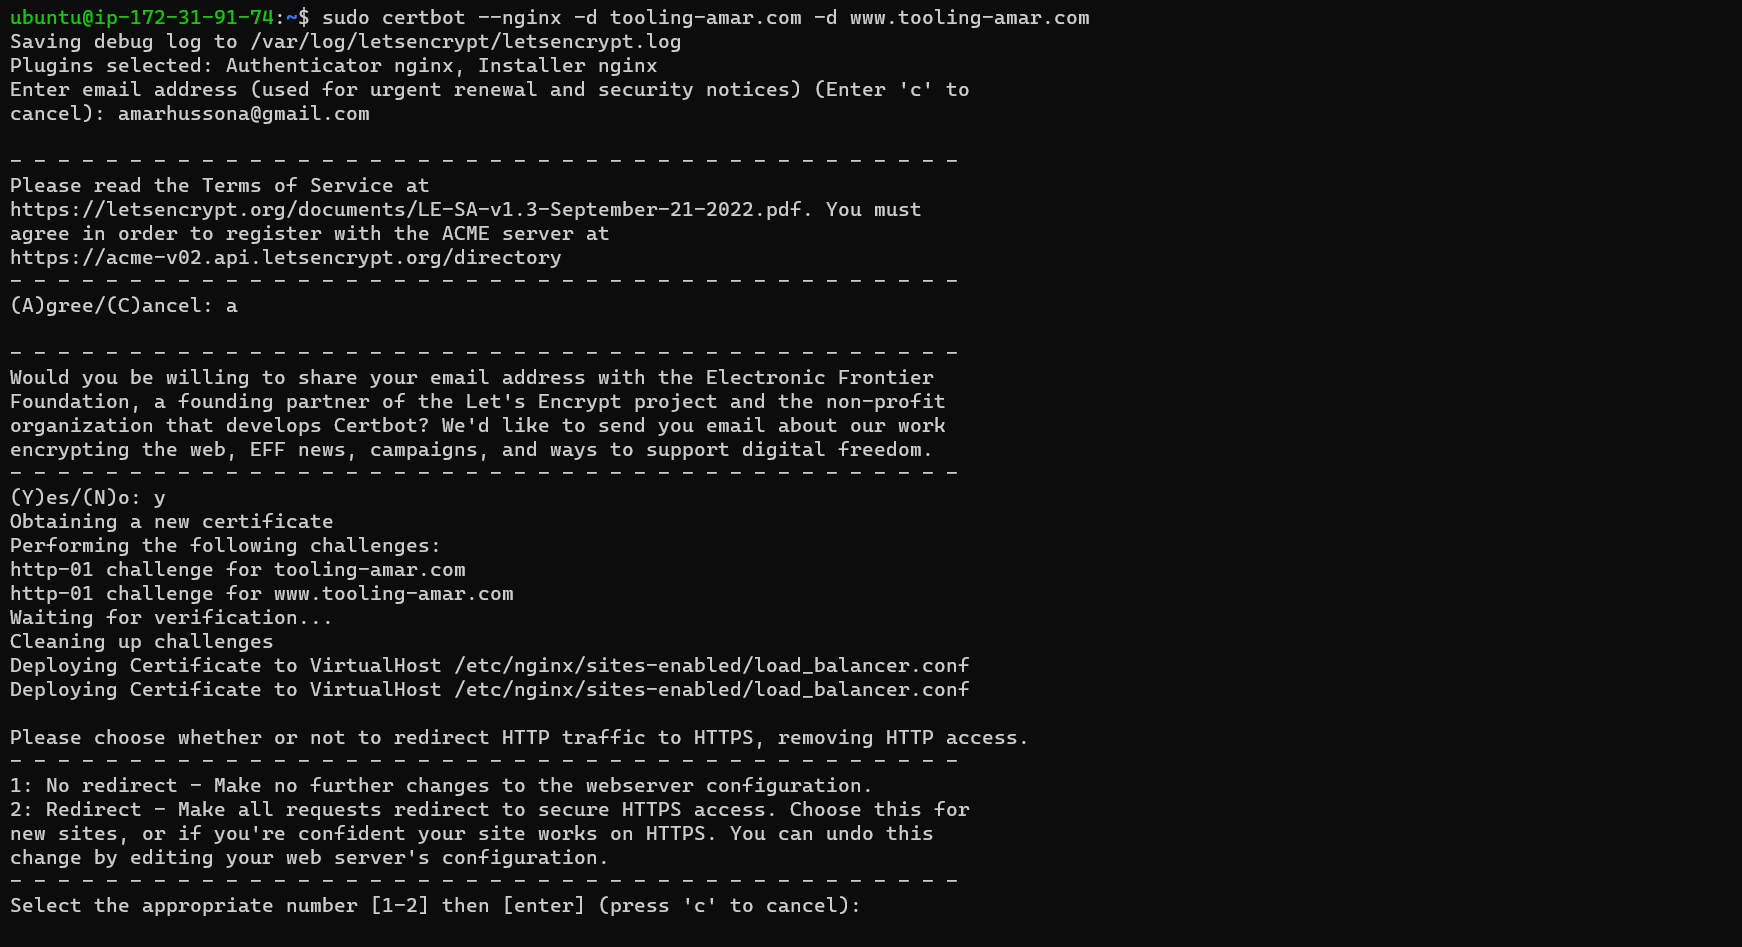 ubuntu@ip-172-31-91-74:~$ sudo certbot --nginx -d tooling-amar.com -d www.tooling-amar.com
Saving debug log to /var/log/letsencrypt/letsencrypt.log
Plugins selected: Authenticator nginx, Installer nginx
Enter email address (used for urgent renewal and security notices) (Enter 'c' to
cancel): amarhussona@gmail.com
- - - - - - - - - - - - - - - - - - - - - - - - - - - - - - - - - - - - - - - -
Please read the Terms of Service at
https://letsencrypt.org/documents/LE-SA-v1.3-September-21-2022.pdf. You must
agree in order to register with the ACME server at
https://acme-v02.api.letsencrypt.org/directory
- - - - - - - - - - - - - - - - - - - - - - - - - - - - - - - - - - - - - - - -
(A)gree/(C)ancel: a
- - - - - - - - - - - - - - - - - - - - - - - - - - - - - - - - - - - - - - - -
Would you be willing to share your email address with the Electronic Frontier
Foundation, a founding partner of the Let's Encrypt project and the non-profit
organization that develops Certbot? We'd like to send you email about our work
encrypting the web, EFF news, campaigns, and ways to support digital freedom.
- - - - - - - - - - - - - - - - - - - - - - - - - - - - - - - - - - - - - - - -
(Y)es/(N)o: y
Obtaining a new certificate
Performing the following challenges:
http-01 challenge for tooling-amar.com
http-01 challenge for www.tooling-amar.com
Waiting for verification...
Cleaning up challenges
Deploying Certificate to VirtualHost /etc/nginx/sites-enabled/load_balancer.conf
Deploying Certificate to VirtualHost /etc/nginx/sites-enabled/load_balancer.conf
Please choose whether or not to redirect HTTP traffic to HTTPS, removing HTTP access.
- - - - - - - - - - - - - - - - - - - - - - - - - - - - - - - - - - - - - - - -
1: No redirect - Make no further changes to the webserver configuration.
2: Redirect - Make all requests redirect to secure HTTPS access. Choose this for
new sites, or if you're confident your site works on HTTPS. You can undo this
change by editing your web server's configuration.
- - - - - - - - - - - - - - - - - - - - - - - - - - - - - - - - - - - - - - - -
Select the appropriate number [1-2] then [enter] (press 'c' to cancel):